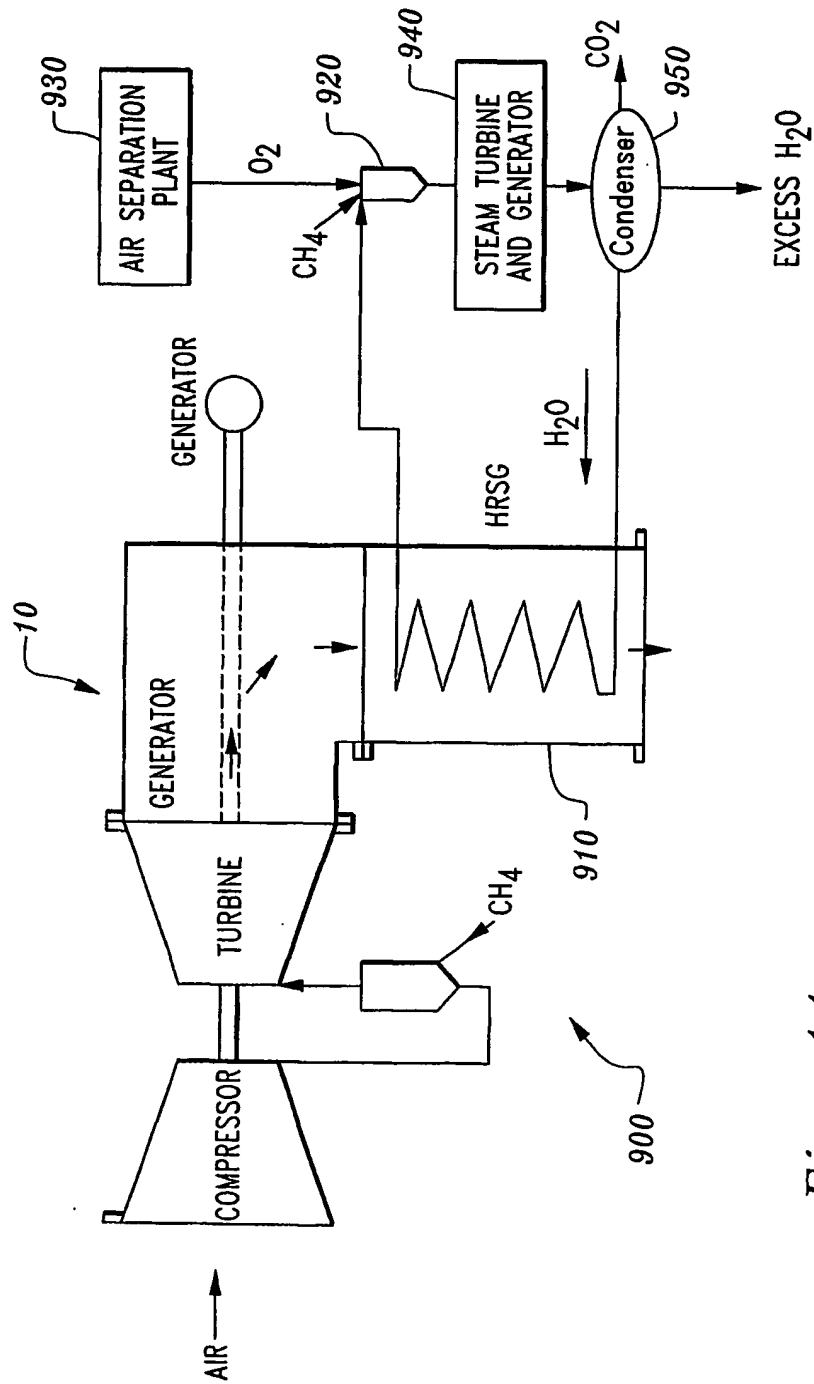 10
GENERATOR
930
AIR SEPARATION
PLANT
O2
CH4
920
940
STEAM TURBINE
AND GENERATOR
CO2
950
Condenser
EXCESS H2O
H2O
HRSG
GENERATOR
TURBINE
COMPRESSOR
AIR
CH4
910
900